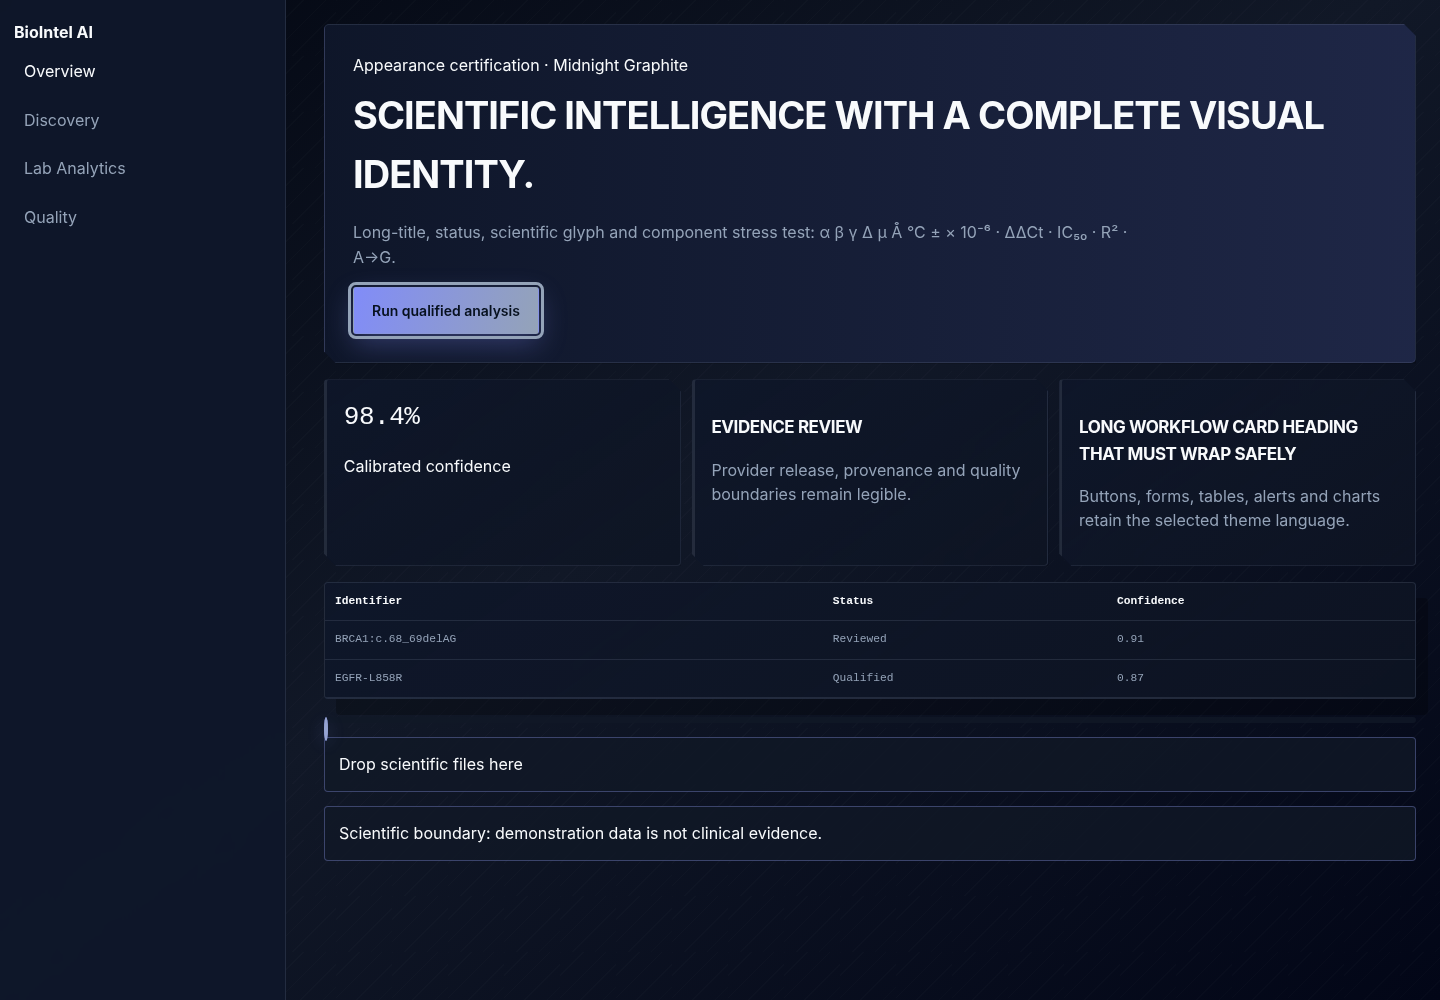 BioIntel AI
Overview
Discovery
Lab Analytics
Quality
Appearance certification · Midnight Graphite
SCIENTIFIC INTELLIGENCE WITH A COMPLETE VISUAL
IDENTITY.
Long-title, status, scientific glyph and component stress test: α β γ Δ μ Å °C ± × 10⁻⁶ · ΔΔCt · IC₅₀ · R² ·
A→G.
Run qualified analysis
98.4%
Calibrated confidence
EVIDENCE REVIEW
Provider release, provenance and quality
boundaries remain legible.
LONG WORKFLOW CARD HEADING
THAT MUST WRAP SAFELY
Buttons, forms, tables, alerts and charts
retain the selected theme language.
Identifier Status Confidence
BRCA1:c.68_69delAG Reviewed 0.91
EGFR-L858R Qualified 0.87
Drop scientific files here
Scientific boundary: demonstration data is not clinical evidence.